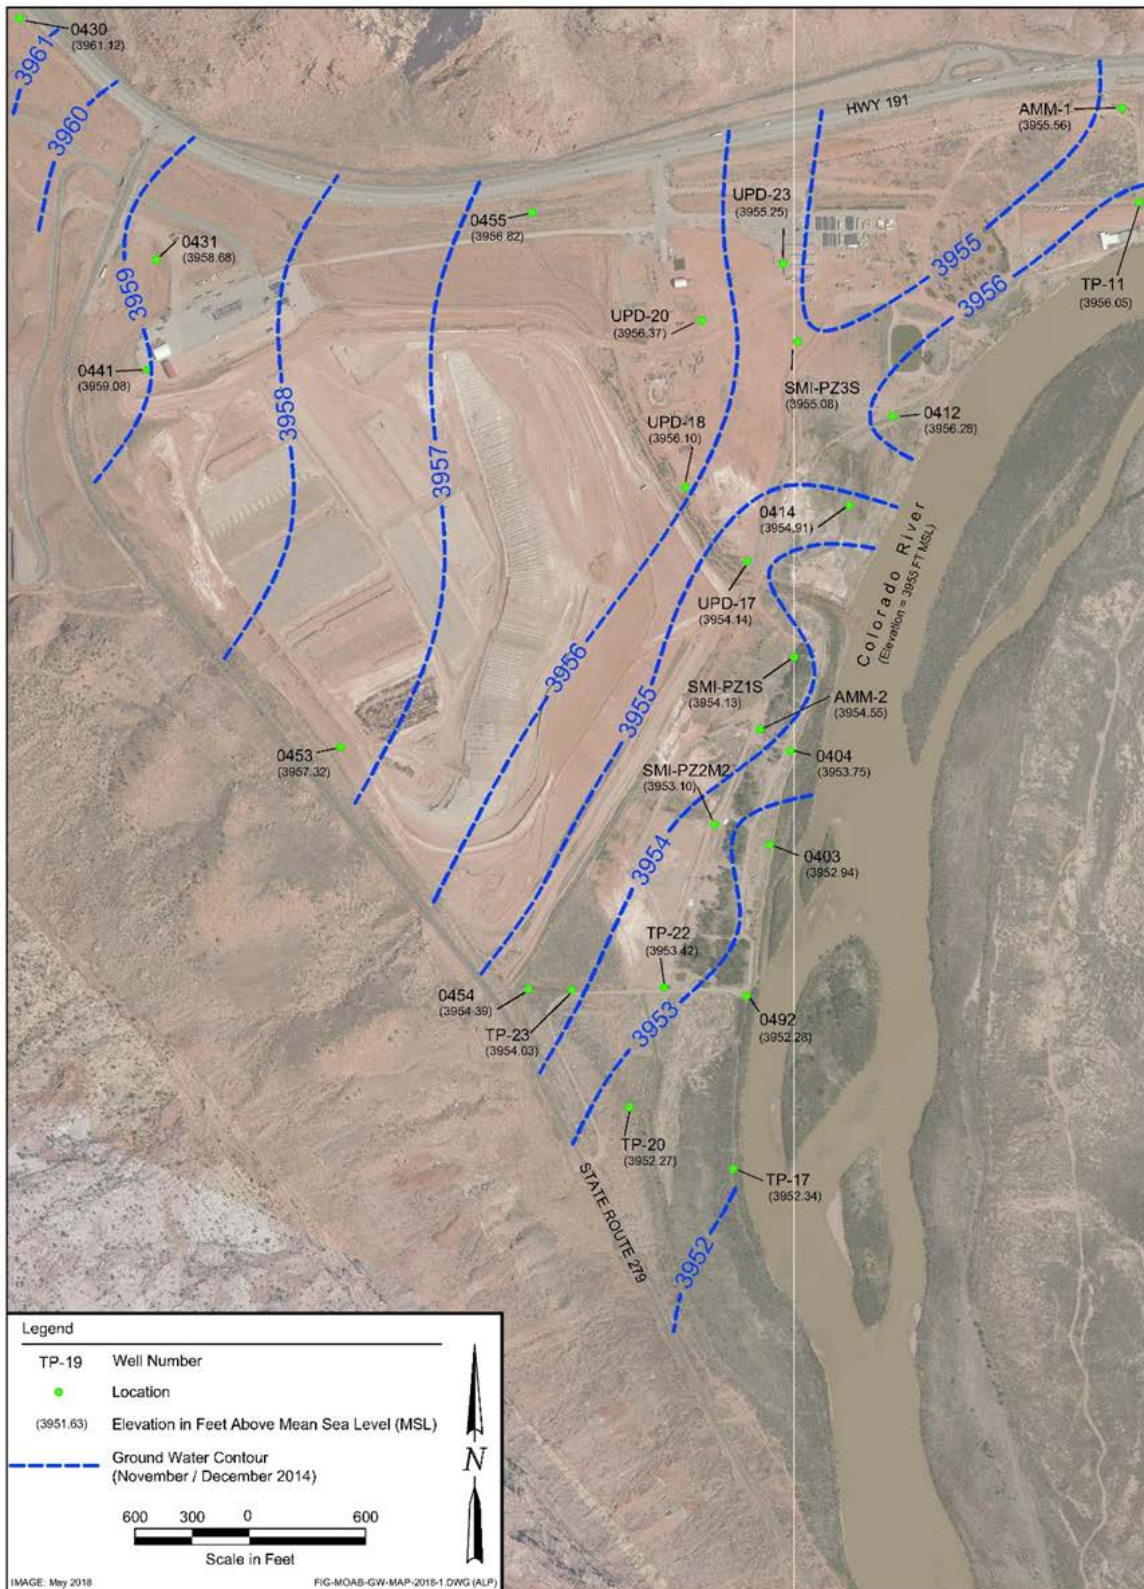 0430
(3961.12)
3961
3960
HWY 191
AMM-1
(3955.56)
0431
(3958.68)
0455
(3956.82)
UPD-23
(3955.25)
3959
3955
3956
TP-11
(3956.05)
UPD-20
(3956.37)
0441
(3959.08)
SMI-PZ3S
(3955.08)
3958
3957
0412
(3956.28)
UPD-18
(3956.10)
0414
(3954.91)
UPD-17
(3954.14)
Colorado River
(Elevation = 3955 FT MSL)
3956
3955
SMI-PZ1S
(3954.13)
AMM-2
(3954.55)
0453
(3957.32)
0404
(3953.75)
SMI-PZ2M2
(3953.10)
3954
0403
(3952.94)
TP-22
(3953.42)
0454
(3954.39)
TP-23
(3954.03)
3953
0492
(3952.28)
TP-20
(3952.27)
TP-17
(3952.34)
STATE ROUTE 279
3952
Legend
TP-19 Well Number
Location
(3951.63) Elevation in Feet Above Mean Sea Level (MSL)
Ground Water Contour
(November / December 2014)
N
600 300 0 600
Scale in Feet
IMAGE: May 2018 FIG-MOAB-GW-MAP-2018-1.DWG (ALP)